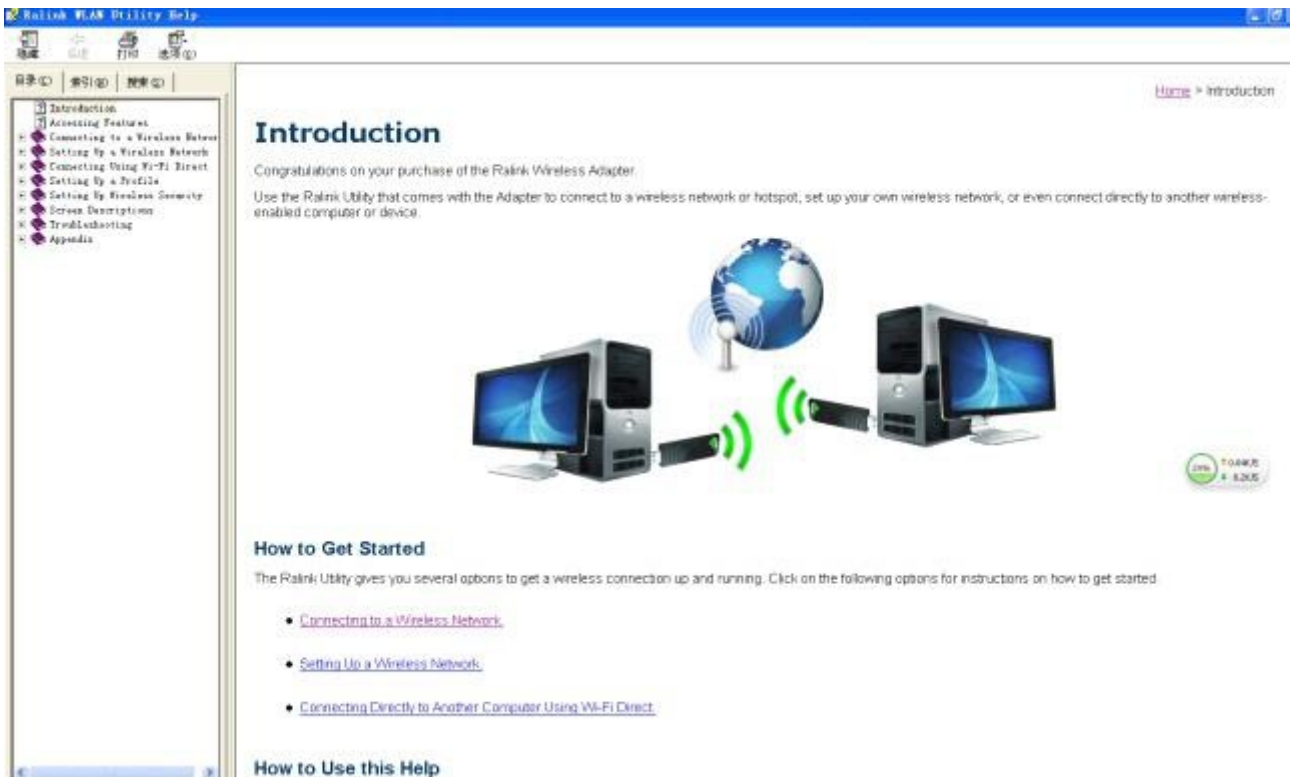 Ralink WLAN Utility Help
隐藏 后退 打印 选项(O)
目录(C) 索引(N) 搜索(S)
Home > Introduction
Introduction
Accessing Features
Connecting to a Wireless Networ
Setting Up a Wireless Network
Connecting Using Wi-Fi Direct
Setting Up a Profile
Setting Up Wireless Security
Screen Descriptions
Troubleshooting
Appendix
Introduction
Congratulations on your purchase of the Ralink Wireless Adapter.
Use the Ralink Utility that comes with the Adapter to connect to a wireless network or hotspot, set up your own wireless network, or even connect directly to another wireless-
enabled computer or device.
How to Get Started
The Ralink Utility gives you several options to get a wireless connection up and running. Click on the following options for instructions on how to get started.
Connecting to a Wireless Network.
Setting Up a Wireless Network.
Connecting Directly to Another Computer Using Wi-Fi Direct.
How to Use this Help